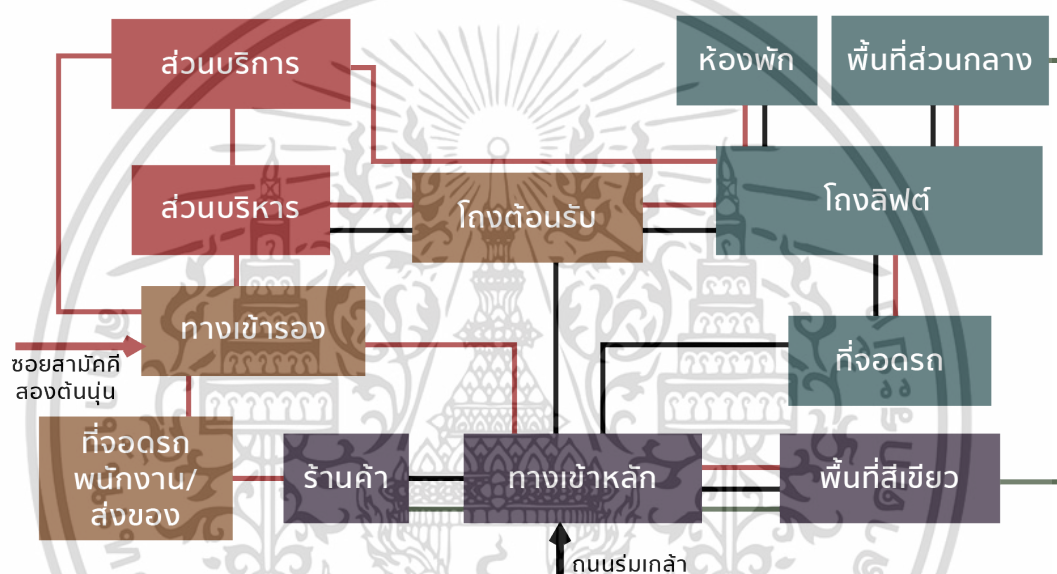 ส่วนบริการ
ห้องพัก
พื้นที่ส่วนกลาง
ส่วนบริหาร
โถงต้อนรับ
โถงลิฟต์
ทางเข้ารอง
ซอยสามัคคี
สองต้นนุ่น
ที่จอดรถ
ที่จอดรถ
พนักงาน/
ส่งของ
ร้านค้า
ทางเข้าหลัก
พื้นที่สีเขียว
ถนนร่มเกล้า